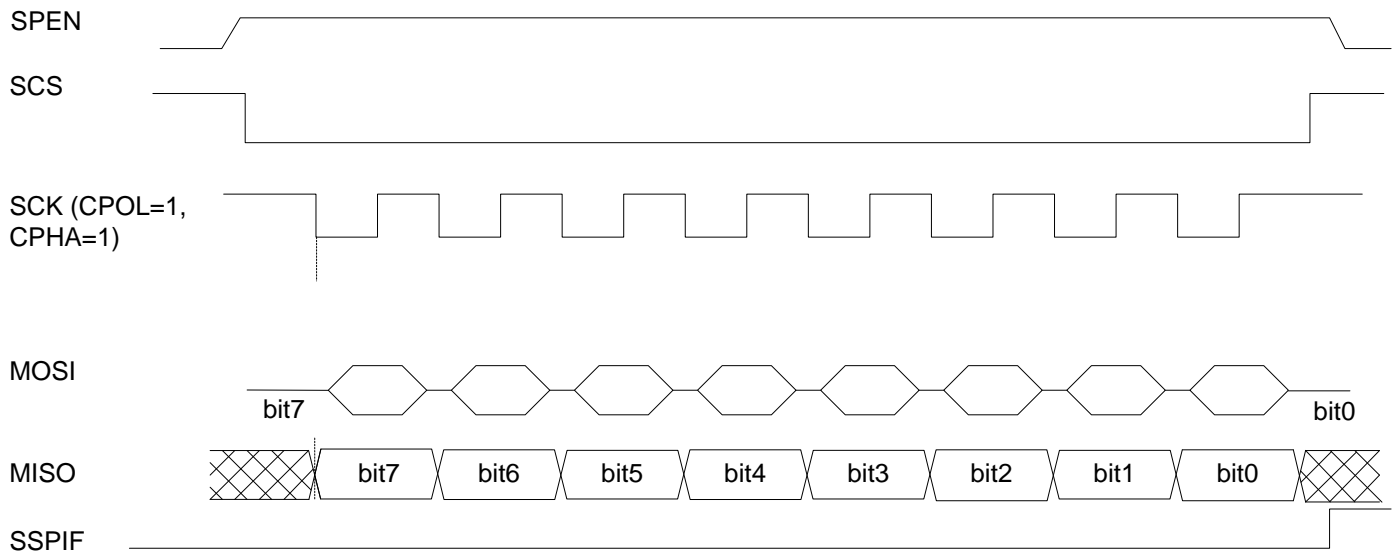 SPEN
SCS
SCK (CPOL=1,
CPHA=1)
MOSI
bit7
bit0
MISO
bit7
bit6
bit5
bit4
bit3
bit2
bit1
bit0
SSPIF